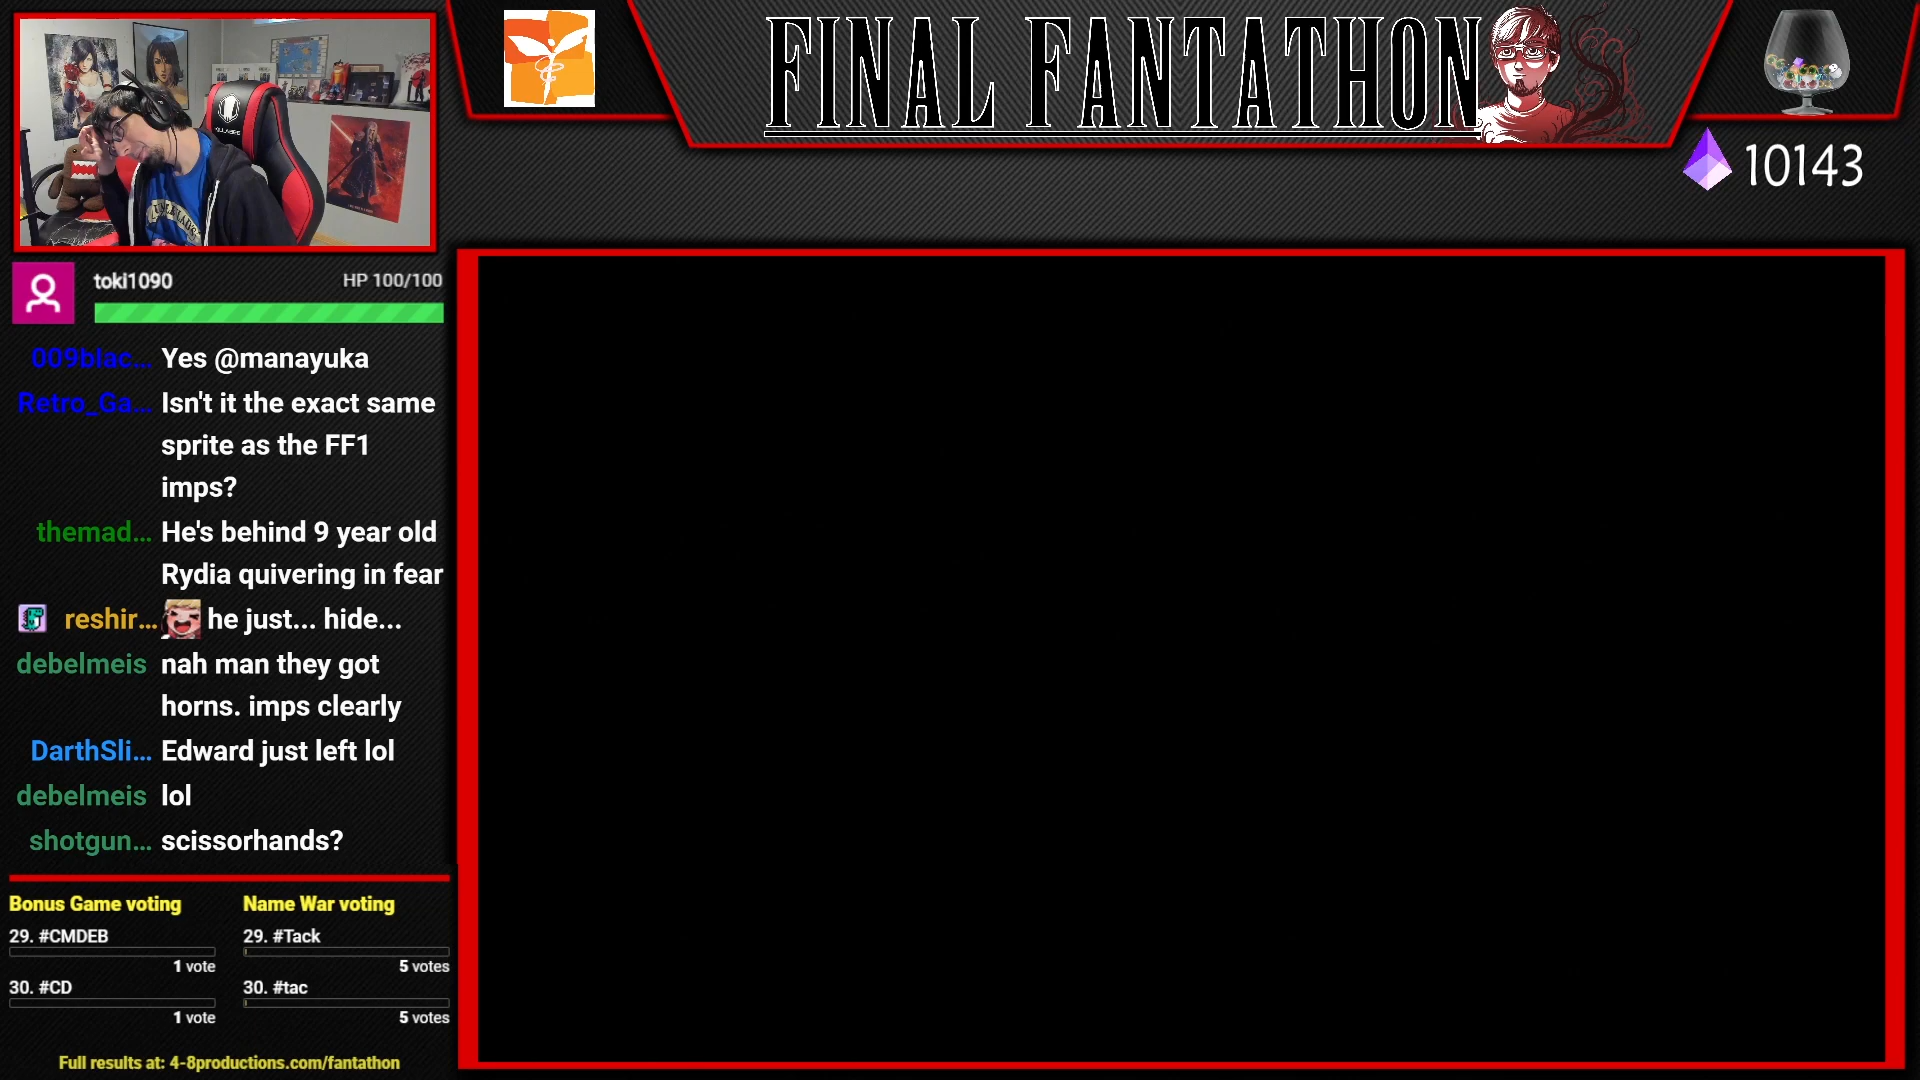 FINAL FANTATHON
10143
toki1090
HP 100/100
009blac... Yes @manayuka
Retro_Ga... Isn't it the exact same
sprite as the FF1
imps?
themad... He's behind 9 year old
Rydia quivering in fear
reshir... he just... hide...
debelmeis nah man they got
horns. imps clearly
DarthSli... Edward just left lol
debelmeis lol
shotgun... scissorhands?
Bonus Game voting
29. #CMDEB
1 vote
30. #CD
1 vote
Name War voting
29. #Tack
5 votes
30. #tac
5 votes
Full results at: 4-8productions.com/fantathon